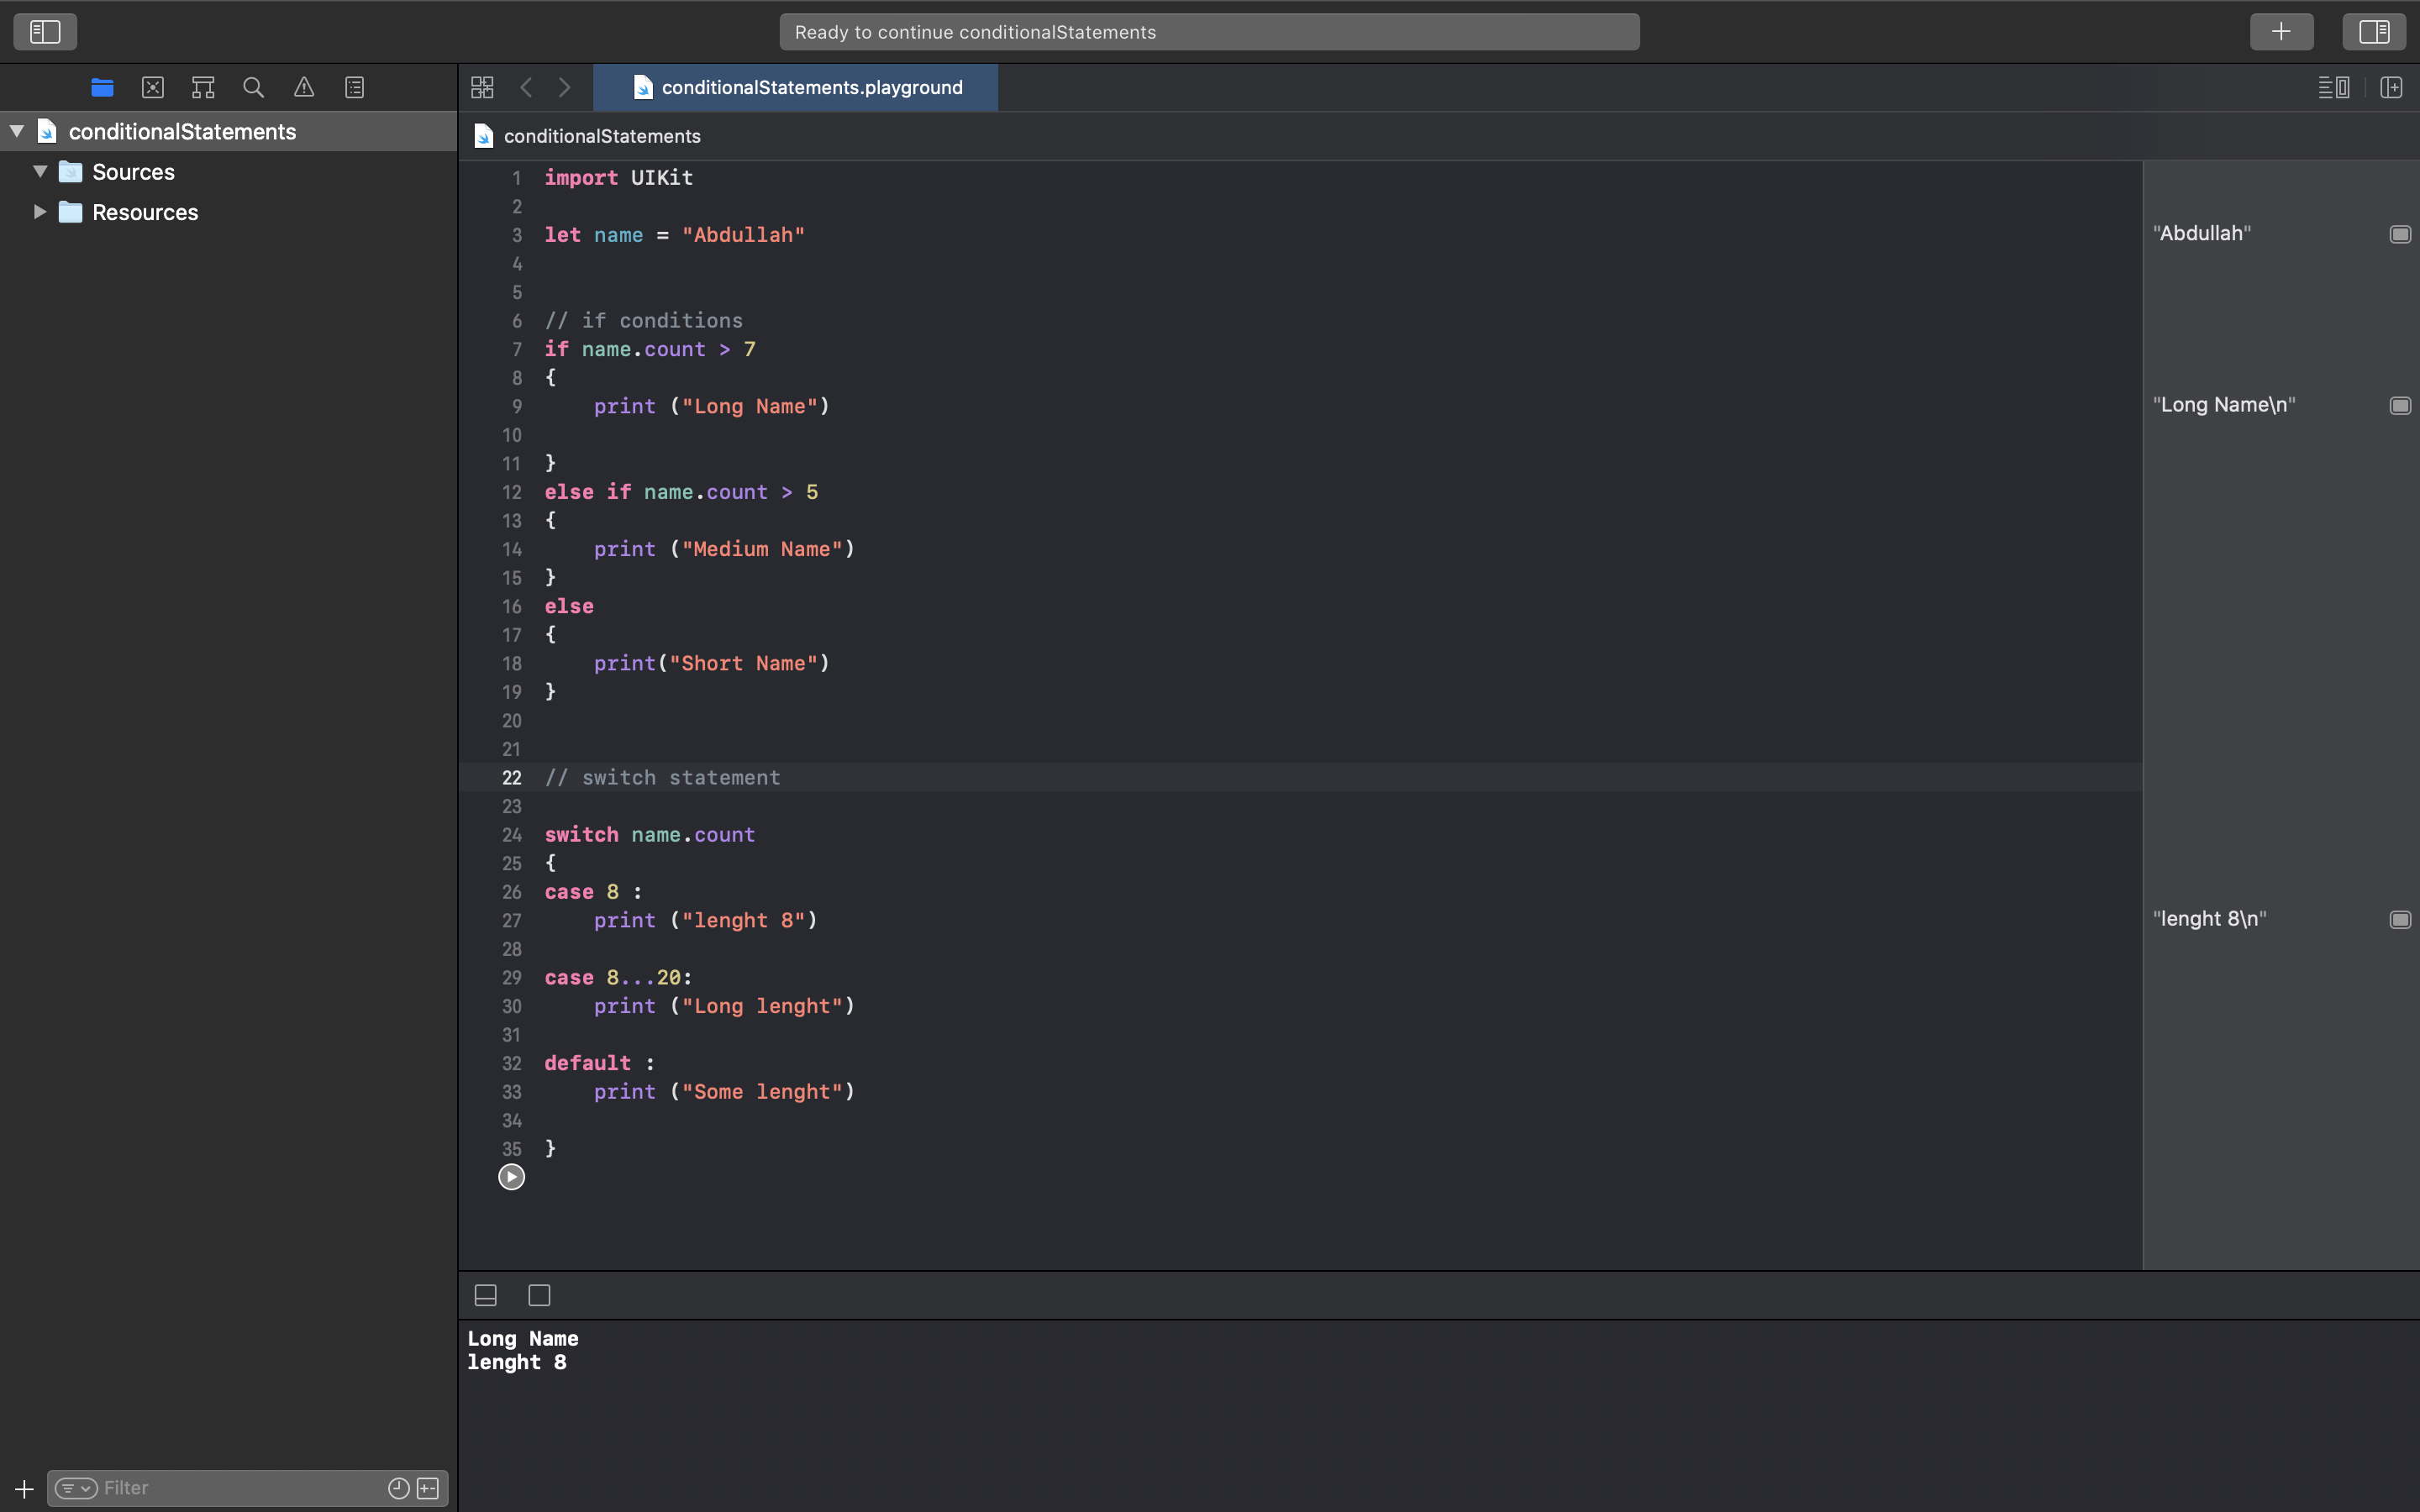 Ready to continue conditionalStatements
conditionalStatements.playground
conditionalStatements
Sources
Resources
conditionalStatements
1 import UIKit
2
3 let name = "Abdullah"
4
5
6 // if conditions
7 if name.count > 7
8 {
9     print ("Long Name")
10
11 }
12 else if name.count > 5
13 {
14     print ("Medium Name")
15 }
16 else
17 {
18     print("Short Name")
19 }
20
21
22 // switch statement
23
24 switch name.count
25 {
26 case 8 :
27     print ("lenght 8")
28
29 case 8...20:
30     print ("Long lenght")
31
32 default :
33     print ("Some lenght")
34
35 }
"Abdullah"
"Long Name\n"
"lenght 8\n"
Long Name
lenght 8
Filter